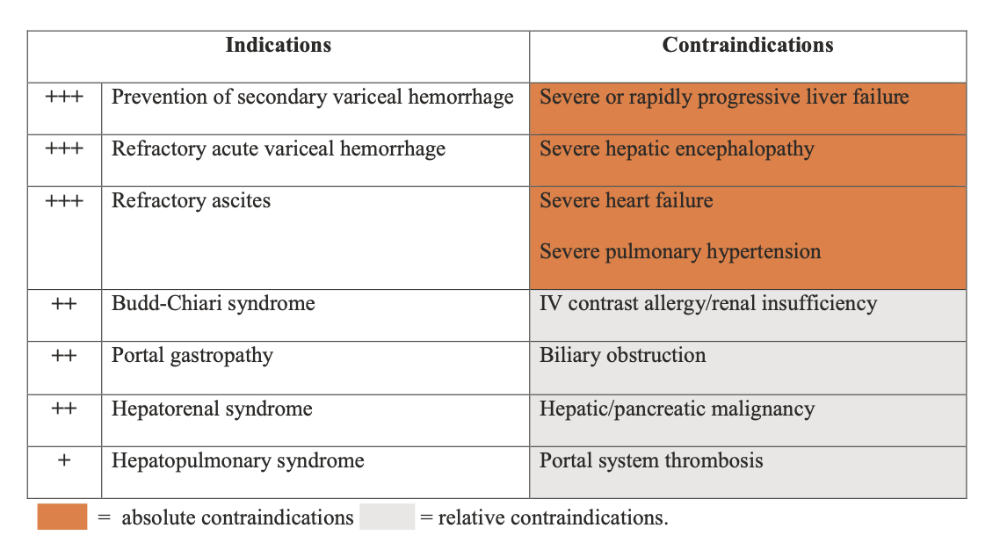 Indications Contraindications
+++ Prevention of secondary variceal hemorrhage Severe or rapidly progressive liver failure
+++ Refractory acute variceal hemorrhage Severe hepatic encephalopathy
+++ Refractory ascites Severe heart failure
Severe pulmonary hypertension
++ Budd-Chiari syndrome IV contrast allergy/renal insufficiency
++ Portal gastropathy Biliary obstruction
++ Hepatorenal syndrome Hepatic/pancreatic malignancy
+ Hepatopulmonary syndrome Portal system thrombosis
= absolute contraindications = relative contraindications.